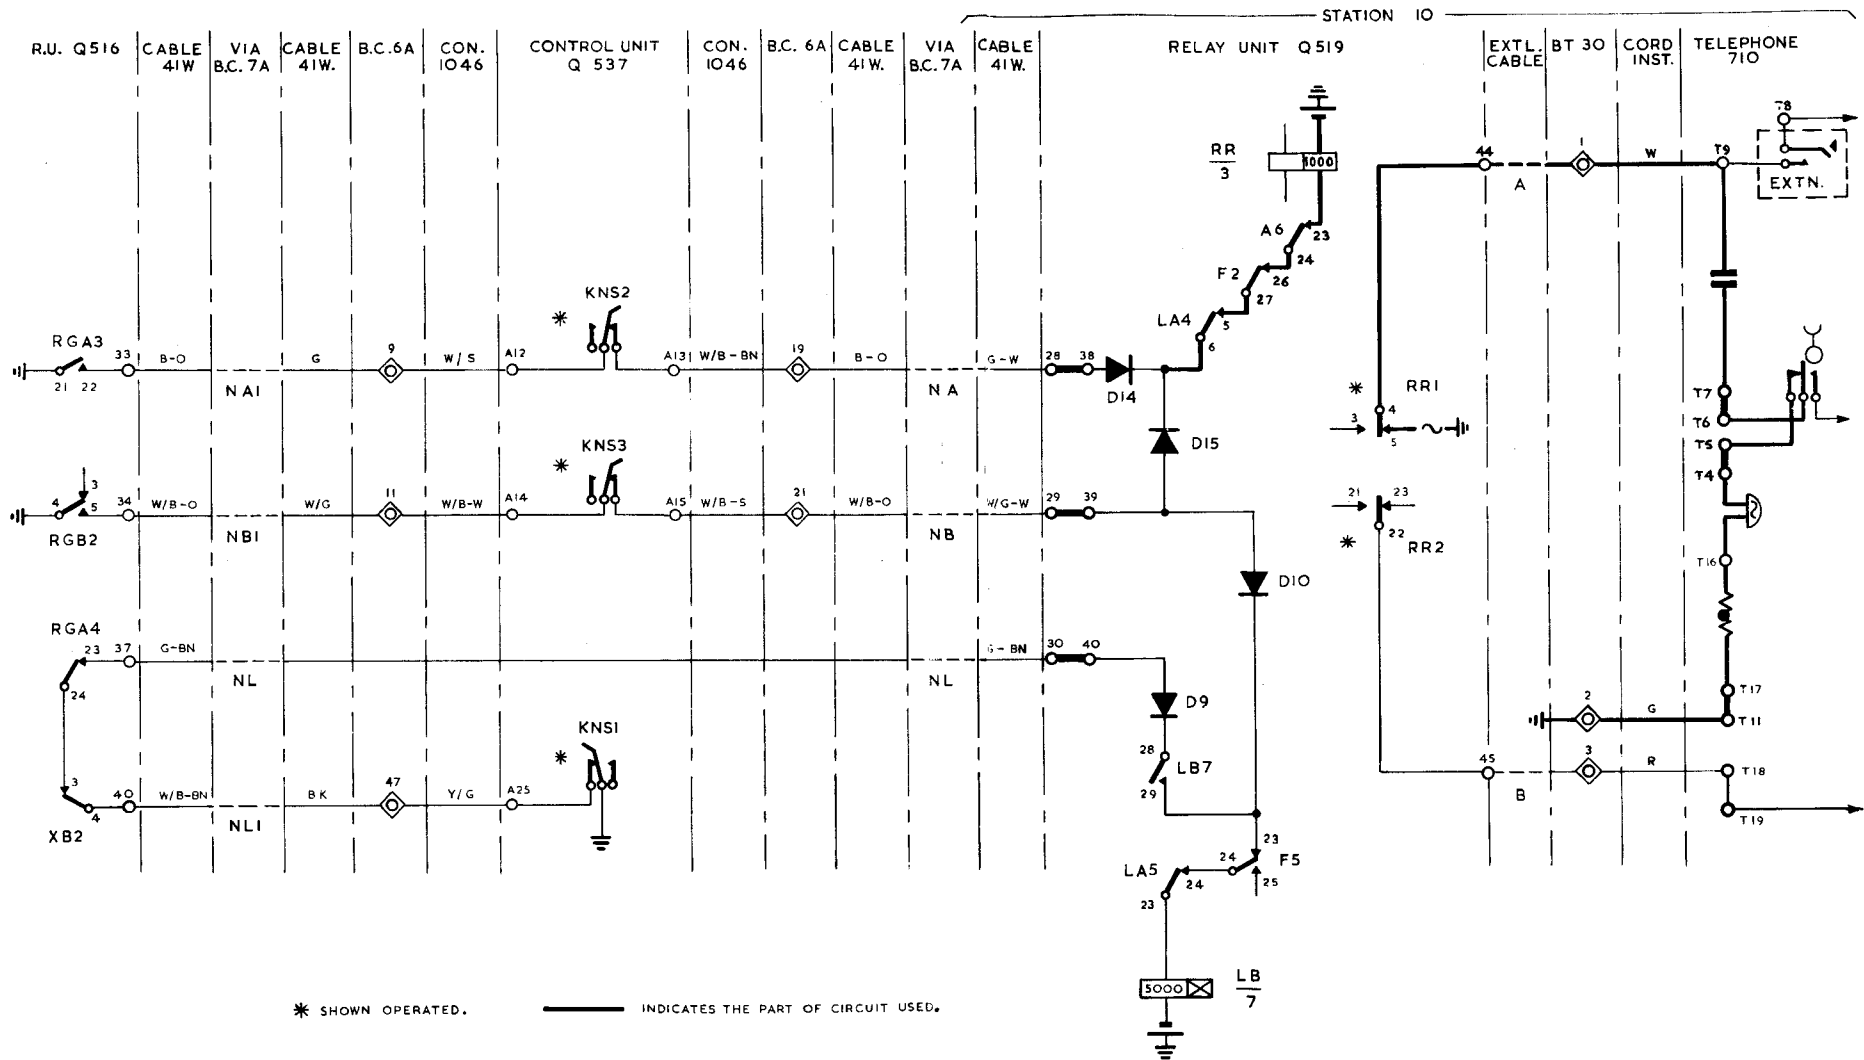 STATION 10
R.U. Q516
CABLE 41W
VIA B.C.7A
CABLE 41W.
B.C.6A
CON. 1046
CONTROL UNIT Q 537
CON. 1046
B.C. 6A
CABLE 41W.
VIA B.C.7A
CABLE 41W.
RELAY UNIT Q519
EXTL. CABLE
BT 30
CORD INST.
TELEPHONE 710
T8
RR
3
1000
44
1
W
T9
A
EXTN.
A6
23
24
F2
26
27
KNS2
*
LA4
5
6
RGA3
33
B-O
G
9
W/S
A12
A13
W/B-BN
19
B-O
G-W
28
38
21 22
NA1
NA
D14
* RR1
4
3
5
T7
T6
T5
T4
KNS3
*
D15
3
4
5
34
W/B-O
W/G
11
W/B-W
A14
A15
W/B-S
21
W/B-O
W/G-W
29
39
RGB2
NB1
NB
21
23
22
* RR2
D10
T16
RGA4
23
37
G-BN
G-BN
30
40
24
NL
NL
D9
T17
2
G
T11
KNS1
*
28
LB7
29
45
3
R
T18
B
T19
3
4
40
W/B-BN
BK
47
Y/G
A25
XB2
NL1
23
24
F5
25
LA5
24
23
LB
7
5000
* SHOWN OPERATED.
INDICATES THE PART OF CIRCUIT USED.